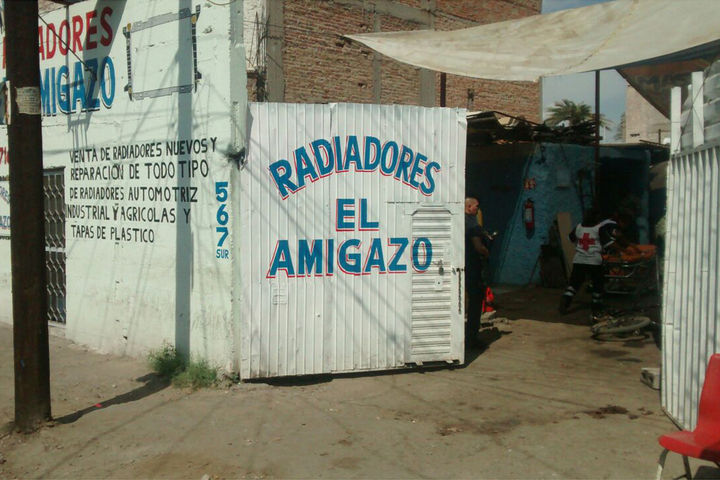 ADORES
AMIGAZO
VENTA DE RADIADORES NUEVOS Y
REPARACIÓN DE TODO TIPO
DE RADIADORES AUTOMOTRIZ
INDUSTRIAL Y AGRICOLAS Y
TAPAS DE PLASTICO
567
SUR
RADIADORES
EL
AMIGAZO